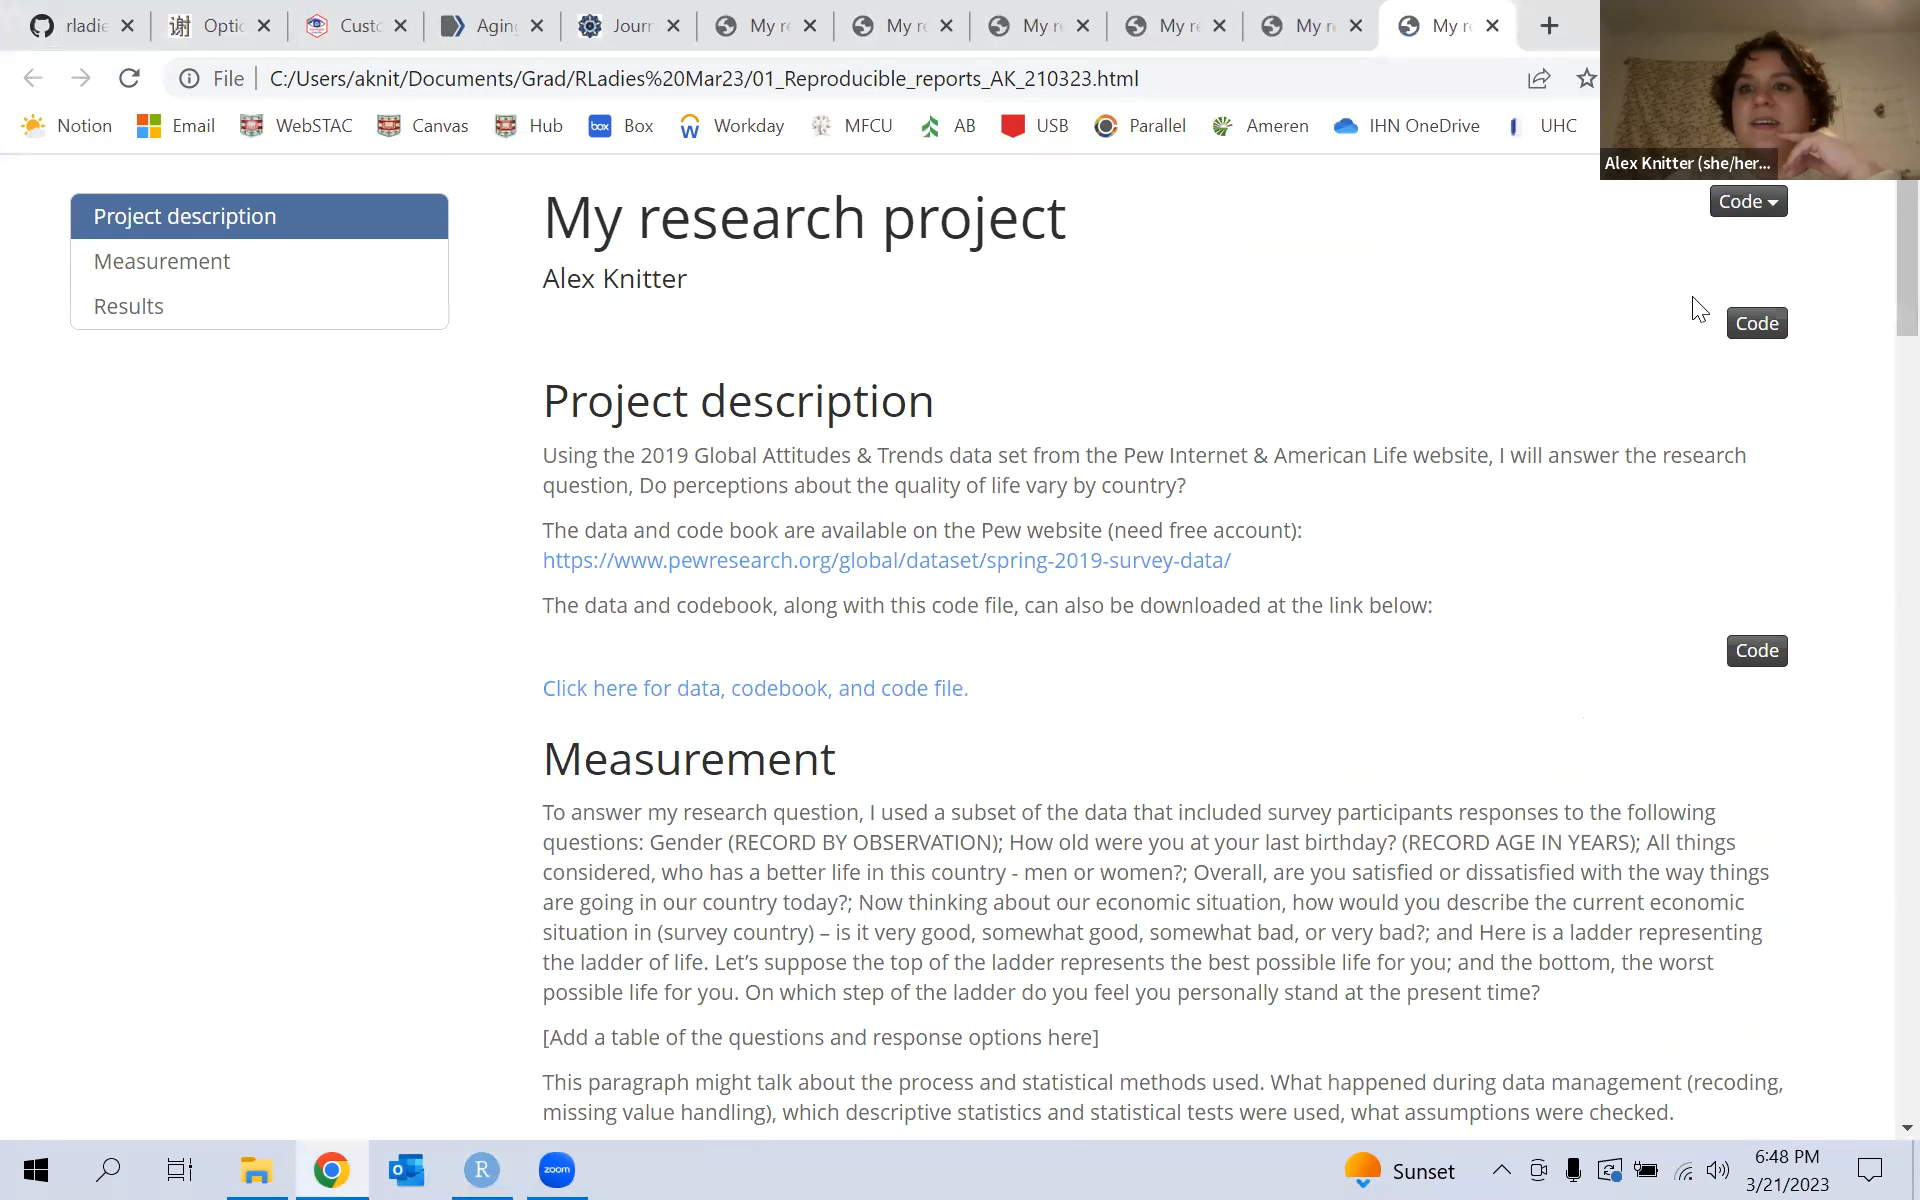 rladie
Optic
Custo
Aging
Journ
My re
My re
My re
My re
My re
My re
File
C:/Users/aknit/Documents/Grad/RLadies%20Mar23/01_Reproducible_reports_AK_210323.html
Notion
Email
WebSTAC
Canvas
Hub
box
Box
Workday
MFCU
AB
USB
Parallel
Ameren
IHN OneDrive
UHC
Alex Knitter (she/her...
Project description
Measurement
Results
My research project
Code
Alex Knitter
Code
Project description
Using the 2019 Global Attitudes & Trends data set from the Pew Internet & American Life website, I will answer the research
question, Do perceptions about the quality of life vary by country?
The data and code book are available on the Pew website (need free account):
https://www.pewresearch.org/global/dataset/spring-2019-survey-data/
The data and codebook, along with this code file, can also be downloaded at the link below:
Code
Click here for data, codebook, and code file.
Measurement
To answer my research question, I used a subset of the data that included survey participants responses to the following
questions: Gender (RECORD BY OBSERVATION); How old were you at your last birthday? (RECORD AGE IN YEARS); All things
considered, who has a better life in this country - men or women?; Overall, are you satisfied or dissatisfied with the way things
are going in our country today?; Now thinking about our economic situation, how would you describe the current economic
situation in (survey country) – is it very good, somewhat good, somewhat bad, or very bad?; and Here is a ladder representing
the ladder of life. Let’s suppose the top of the ladder represents the best possible life for you; and the bottom, the worst
possible life for you. On which step of the ladder do you feel you personally stand at the present time?
[Add a table of the questions and response options here]
This paragraph might talk about the process and statistical methods used. What happened during data management (recoding,
missing value handling), which descriptive statistics and statistical tests were used, what assumptions were checked.
R
zoom
Sunset
6:48 PM
3/21/2023